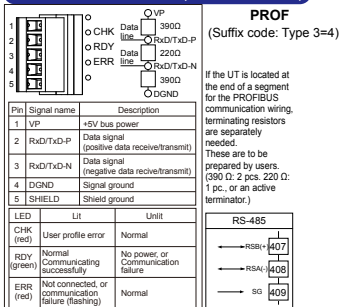 PROF
(Suffix code: Type 3=4)
1
2
3
4
5
CHK
RDY
ERR
VP
390Ω
Data line
RxD/TxD-P
220Ω
Data line
RxD/TxD-N
390Ω
DGND
Pin Signal name Description
1 VP +5V bus power
2 RxD/TxD-P Data signal
(positive data receive/transmit)
3 RxD/TxD-N Data signal
(negative data recive/transmit)
4 DGND Signal ground
5 SHIELD Shield ground
LED Lit Unlit
CHK
(red) User profile error Normal
RDY
(green) Normal
Communicating
successfully No power, or
Communication
failure
ERR
(red) Not connected, or
communication
failure (flashing) Normal
If the UT is located at
the end of a segment
for the PROFIBUS
communication wiring,
terminating resistors
are separately
needed.
These are to be
prepared by users.
(390 Ω: 2 pcs. 220 Ω:
1 pc., or an active
terminator.)
RS-485
RSB(+) 407
RSA(-) 408
SG 409